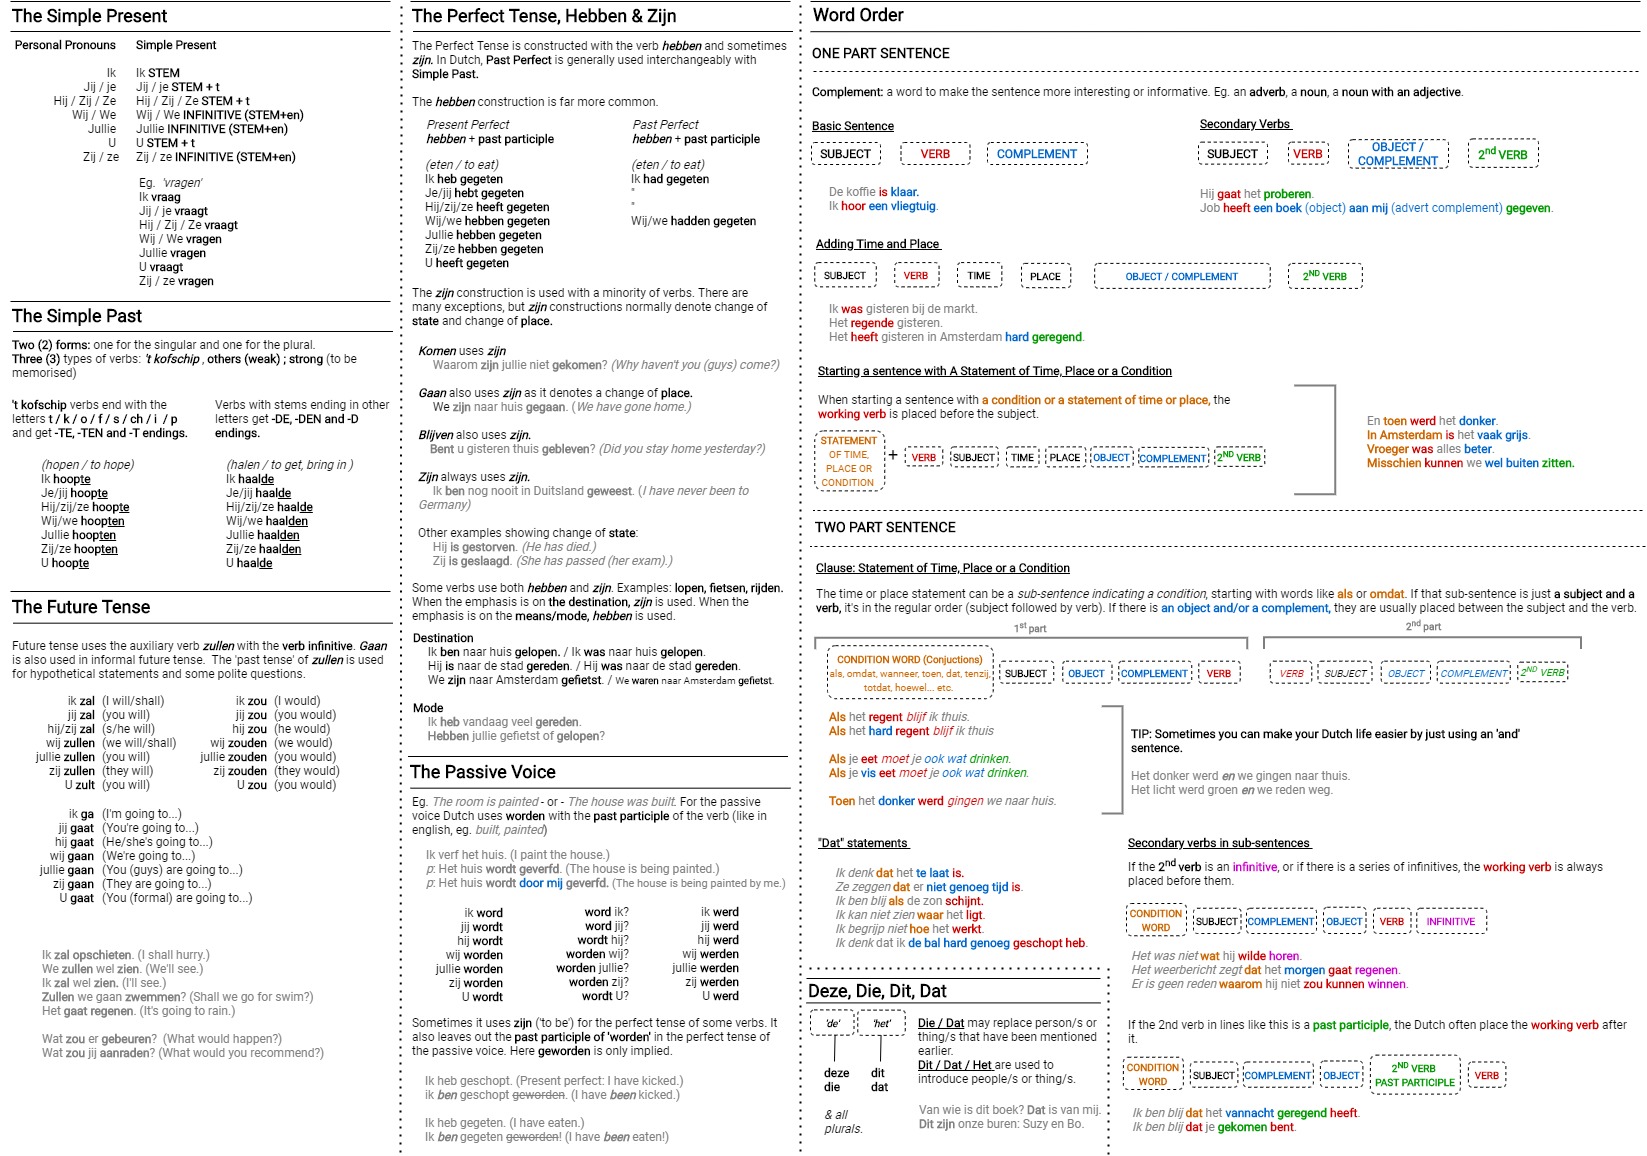 The Simple Present
Personal Pronouns Simple Present
Ik Ik STEM
Jij / je Jij / je STEM + t
Hij / Zij / Ze Hij / Zij / Ze STEM + t
Wij / We Wij / We INFINITIVE (STEM+en)
Jullie Jullie INFINITIVE (STEM+en)
U U STEM + t
Zij / ze Zij / ze INFINITIVE (STEM+en)
Eg. 'vragen'
Ik vraag
Jij / je vraagt
Hij / Zij / Ze vraagt
Wij / We vragen
Jullie vragen
U vraagt
Zij / ze vragen
The Simple Past
Two (2) forms: one for the singular and one for the plural.
Three (3) types of verbs: 't kofschip , others (weak) ; strong (to be
memorised)
't kofschip verbs end with the
letters t / k / o / f / s / ch / i / p
and get -TE, -TEN and -T endings.
(hopen / to hope)
Ik hoopte
Je/jij hoopte
Hij/zij/ze hoopte
Wij/we hoopten
Jullie hoopten
Zij/ze hoopten
U hoopte
Verbs with stems ending in other
letters get -DE, -DEN and -D
endings.
(halen / to get, bring in )
Ik haalde
Je/jij haalde
Hij/zij/ze haalde
Wij/we haalden
Jullie haalden
Zij/ze haalden
U haalde
The Future Tense
Future tense uses the auxiliary verb zullen with the verb infinitive. Gaan
is also used in informal future tense. The 'past tense' of zullen is used
for hypothetical statements and some polite questions.
ik zal (I will/shall) ik zou (I would)
jij zal (you will) jij zou (you would)
hij/zij zal (s/he will) hij zou (he would)
wij zullen (we will/shall) wij zouden (we would)
jullie zullen (you will) jullie zouden (you would)
zij zullen (they will) zij zouden (they would)
U zult (you will) U zou (you would)
ik ga (I'm going to...)
jij gaat (You're going to...)
hij gaat (He/she's going to...)
wij gaan (We're going to...)
jullie gaan (You (guys) are going to...)
zij gaan (They are going to...)
U gaat (You (formal) are going to...)
Ik zal opschieten. (I shall hurry.)
We zullen wel zien. (We'll see.)
Ik zal wel zien. (I'll see.)
Zullen we gaan zwemmen? (Shall we go for swim?)
Het gaat regenen. (It's going to rain.)
Wat zou er gebeuren? (What would happen?)
Wat zou jij aanraden? (What would you recommend?)
The Perfect Tense, Hebben & Zijn
The Perfect Tense is constructed with the verb hebben and sometimes
zijn. In Dutch, Past Perfect is generally used interchangeably with
Simple Past.
The hebben construction is far more common.
Present Perfect Past Perfect
hebben + past participle hebben + past participle
(eten / to eat) (eten / to eat)
Ik heb gegeten Ik had gegeten
Je/jij hebt gegeten "
Hij/zij/ze heeft gegeten "
Wij/we hebben gegeten Wij/we hadden gegeten
Jullie hebben gegeten
Zij/ze hebben gegeten
U heeft gegeten
The zijn construction is used with a minority of verbs. There are
many exceptions, but zijn constructions normally denote change of
state and change of place.
Komen uses zijn
Waarom zijn jullie niet gekomen? (Why haven't you (guys) come?)
Gaan also uses zijn as it denotes a change of place.
We zijn naar huis gegaan. (We have gone home.)
Blijven also uses zijn.
Bent u gisteren thuis gebleven? (Did you stay home yesterday?)
Zijn always uses zijn.
Ik ben nog nooit in Duitsland geweest. (I have never been to
Germany)
Other examples showing change of state:
Hij is gestorven. (He has died.)
Zij is geslaagd. (She has passed (her exam).)
Some verbs use both hebben and zijn. Examples: lopen, fietsen, rijden.
When the emphasis is on the destination, zijn is used. When the
emphasis is on the means/mode, hebben is used.
Destination
Ik ben naar huis gelopen. / Ik was naar huis gelopen.
Hij is naar de stad gereden. / Hij was naar de stad gereden.
We zijn naar Amsterdam gefietst. / We waren naar Amsterdam gefietst.
Mode
Ik heb vandaag veel gereden.
Hebben jullie gefietst of gelopen?
The Passive Voice
Eg. The room is painted - or - The house was built. For the passive
voice Dutch uses worden with the past participle of the verb (like in
english, eg. built, painted)
Ik verf het huis. (I paint the house.)
p: Het huis wordt geverfd. (The house is being painted.)
p: Het huis wordt door mij geverfd. (The house is being painted by me.)
ik word word ik? ik werd
jij wordt word jij? jij werd
hij wordt wordt hij? hij werd
wij worden worden wij? wij werden
jullie worden worden jullie? jullie werden
zij worden worden zij? zij werden
U wordt wordt U? U werd
Sometimes it uses zijn ('to be') for the perfect tense of some verbs. It
also leaves out the past participle of 'worden' in the perfect tense of
the passive voice. Here geworden is only implied.
Ik heb geschopt. (Present perfect: I have kicked.)
ik ben geschopt geworden. (I have been kicked.)
Ik heb gegeten. (I have eaten.)
Ik ben gegeten geworden! (I have been eaten!)
Word Order
ONE PART SENTENCE
Complement: a word to make the sentence more interesting or informative. Eg. an adverb, a noun, a noun with an adjective.
Basic Sentence
SUBJECT VERB COMPLEMENT
De koffie is klaar.
Ik hoor een vliegtuig.
Secondary Verbs
SUBJECT VERB OBJECT / COMPLEMENT 2nd VERB
Hij gaat het proberen.
Job heeft een boek (object) aan mij (advert complement) gegeven.
Adding Time and Place
SUBJECT VERB TIME PLACE OBJECT / COMPLEMENT 2ND VERB
Ik was gisteren bij de markt.
Het regende gisteren.
Het heeft gisteren in Amsterdam hard geregend.
Starting a sentence with A Statement of Time, Place or a Condition
When starting a sentence with a condition or a statement of time or place, the
working verb is placed before the subject.
STATEMENT
OF TIME,
PLACE OR
CONDITION
+ VERB SUBJECT TIME PLACE OBJECT COMPLEMENT 2ND VERB
En toen werd het donker.
In Amsterdam is het vaak grijs.
Vroeger was alles beter.
Misschien kunnen we wel buiten zitten.
TWO PART SENTENCE
Clause: Statement of Time, Place or a Condition
The time or place statement can be a sub-sentence indicating a condition, starting with words like als or omdat. If that sub-sentence is just a subject and a
verb, it's in the regular order (subject followed by verb). If there is an object and/or a complement, they are usually placed between the subject and the verb.
1st part 2nd part
CONDITION WORD (Conjuctions)
als, omdat, wanneer, toen, dat, tenzij,
totdat, hoewel... etc.
SUBJECT OBJECT COMPLEMENT VERB
VERB SUBJECT OBJECT COMPLEMENT 2ND VERB
Als het regent blijf ik thuis.
Als het hard regent blijf ik thuis
Als je eet moet je ook wat drinken.
Als je vis eet moet je ook wat drinken.
Toen het donker werd gingen we naar huis.
TIP: Sometimes you can make your Dutch life easier by just using an 'and'
sentence.
Het donker werd en we gingen naar thuis.
Het licht werd groen en we reden weg.
"Dat" statements
Ik denk dat het te laat is.
Ze zeggen dat er niet genoeg tijd is.
Ik ben blij als de zon schijnt.
Ik kan niet zien waar het ligt.
Ik begrijp niet hoe het werkt.
Ik denk dat ik de bal hard genoeg geschopt heb.
Secondary verbs in sub-sentences
If the 2nd verb is an infinitive, or if there is a series of infinitives, the working verb is always
placed before them.
CONDITION WORD SUBJECT COMPLEMENT OBJECT VERB INFINITIVE
Het was niet wat hij wilde horen.
Het weerbericht zegt dat het morgen gaat regenen.
Er is geen reden waarom hij niet zou kunnen winnen.
If the 2nd verb in lines like this is a past participle, the Dutch often place the working verb after
it.
CONDITION WORD SUBJECT COMPLEMENT OBJECT 2ND VERB PAST PARTICIPLE VERB
Ik ben blij dat het vannacht geregend heeft.
Ik ben blij dat je gekomen bent.
Deze, Die, Dit, Dat
'de' 'het'
deze dit
die dat
& all
plurals.
Die / Dat may replace person/s or
thing/s that have been mentioned
earlier.
Dit / Dat / Het are used to
introduce people/s or thing/s.
Van wie is dit boek? Dat is van mij.
Dit zijn onze buren: Suzy en Bo.